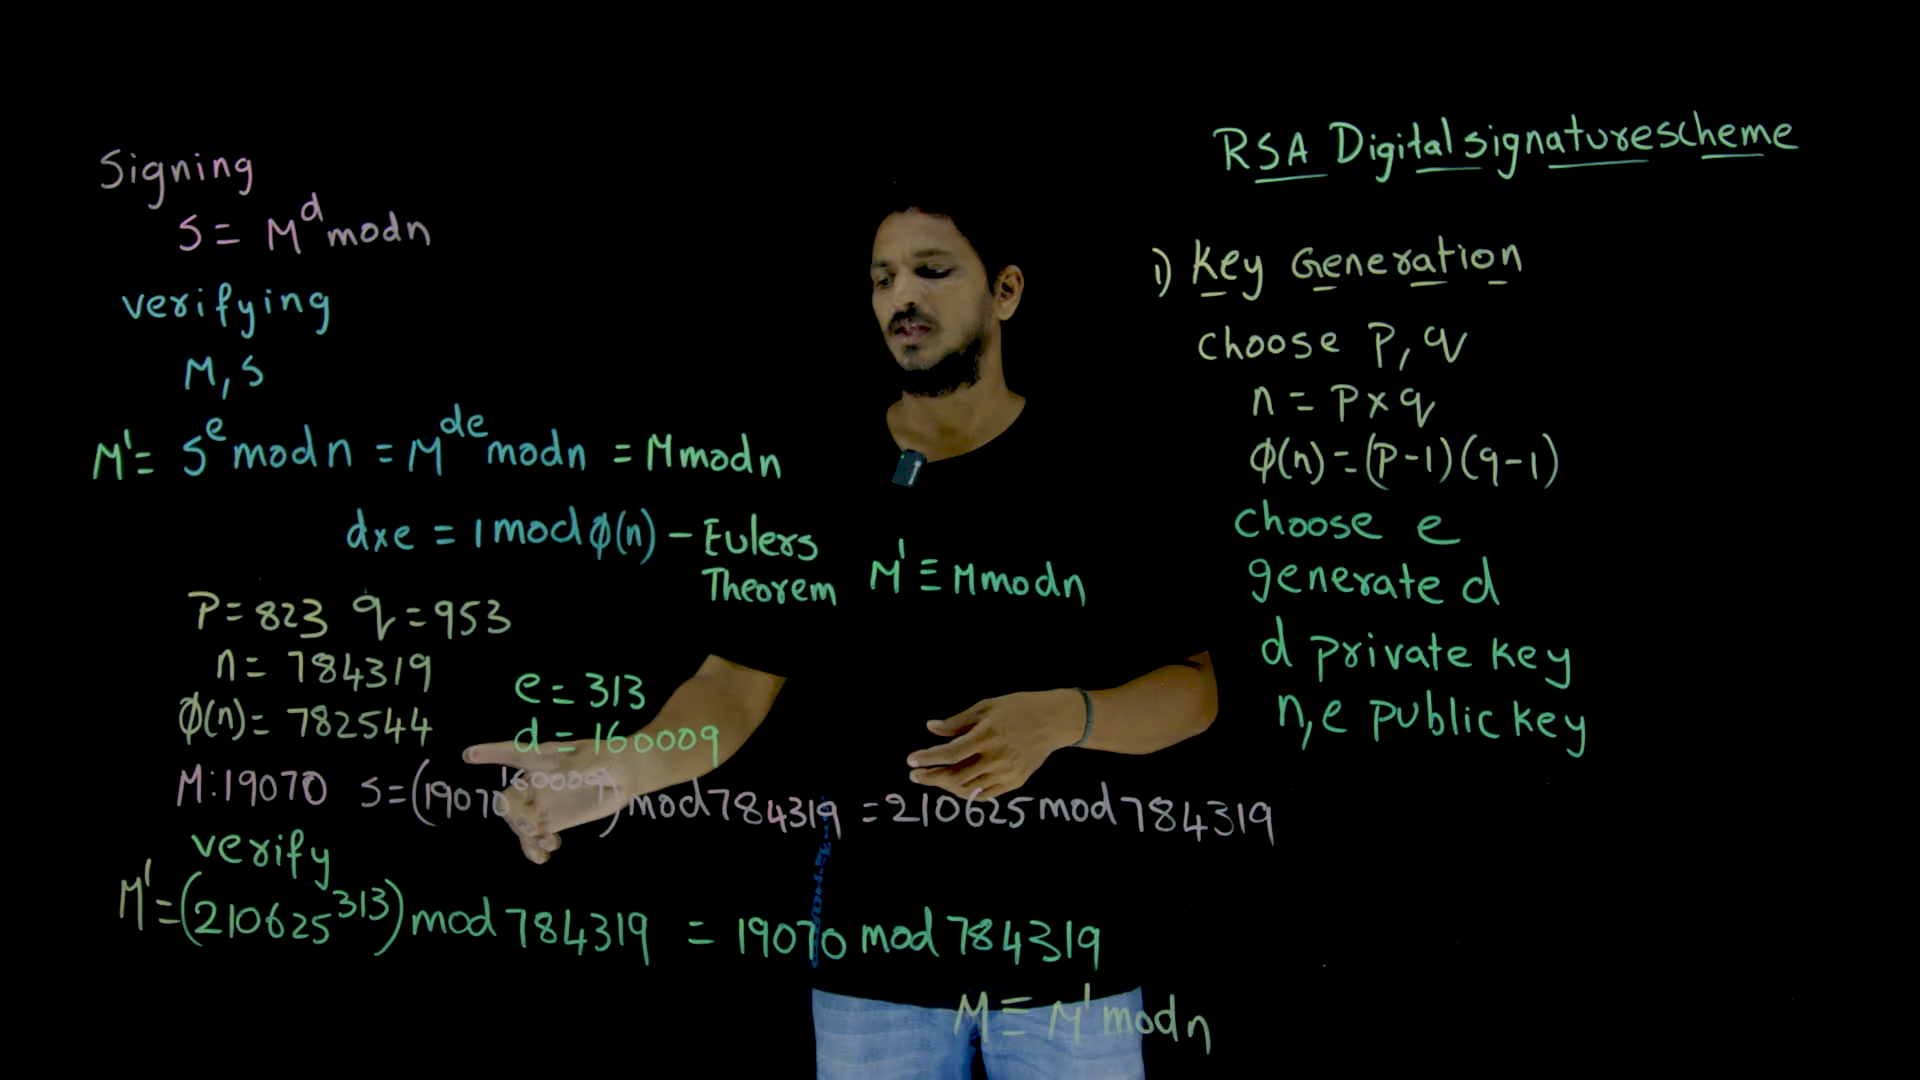 RSA Digital signature scheme
1) Key Generation
choose P, q
n = P x q
ϕ(n) = (P-1)(q-1)
choose e
generate d
d private key
n, e public key
Signing
S = M^d mod n
verifying
M, S
M' = S^e mod n = M^de mod n = M mod n
d x e = 1 mod ϕ(n) - Eulers Theorem
M' ≡ M mod n
P = 823 q = 953
n = 784319
ϕ(n) = 782544
e = 313
d = 160009
M: 19070 S = (19070^160009) mod 784319 = 210625 mod 784319
verify
M' = (210625^313) mod 784319 = 19070 mod 784319
M ≡ M' mod n